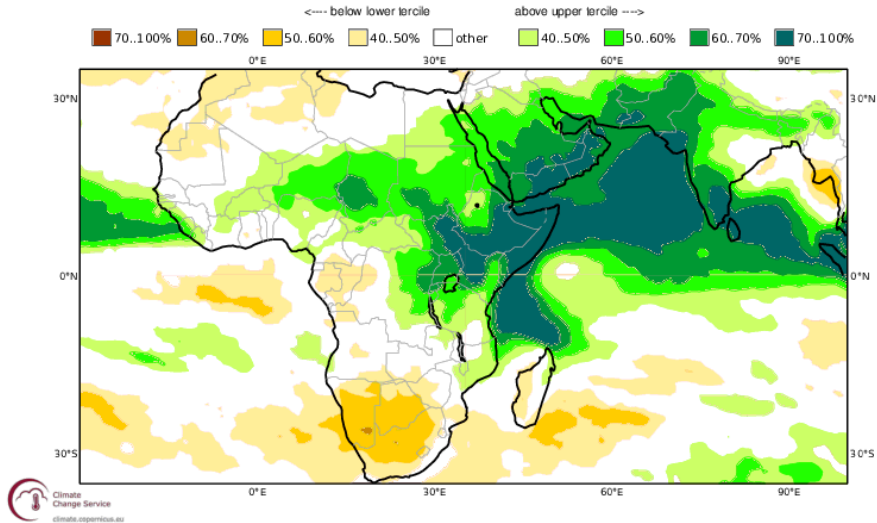 <---- below lower tercile above upper tercile ---->
70..100% 60..70% 50..60% 40..50% other 40..50% 50..60% 60..70% 70..100%
0°E 30°E 60°E 90°E
30°N 30°N
0°N 0°N
30°S 30°S
0°E 30°E 60°E 90°E
Climate
Change Service
climate.copernicus.eu